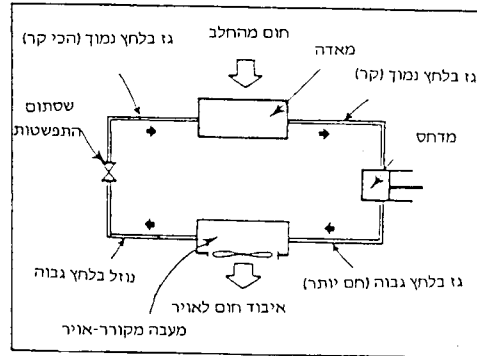 חום מהחלב
גז בלחץ נמוך (הכי קר)
מאדה
גז בלחץ נמוך (קר)
שסתום
התפשטות
מדחס
נוזל בלחץ גבוה
גז בלחץ גבוה (חם יותר)
איבוד חום לאויר
מעבה מקורר-אויר